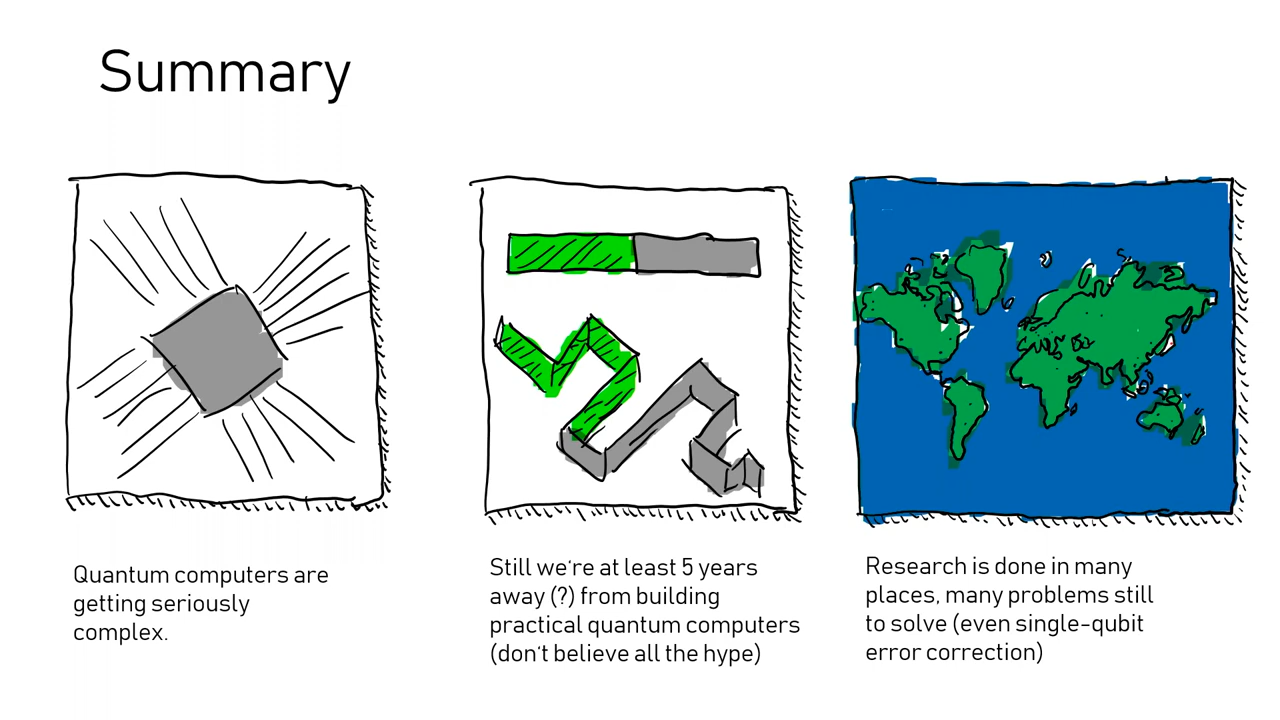 Summary
Quantum computers are
getting seriously
complex.
Still we're at least 5 years
away (?) from building
practical quantum computers
(don't believe all the hype)
Research is done in many
places, many problems still
to solve (even single-qubit
error correction)